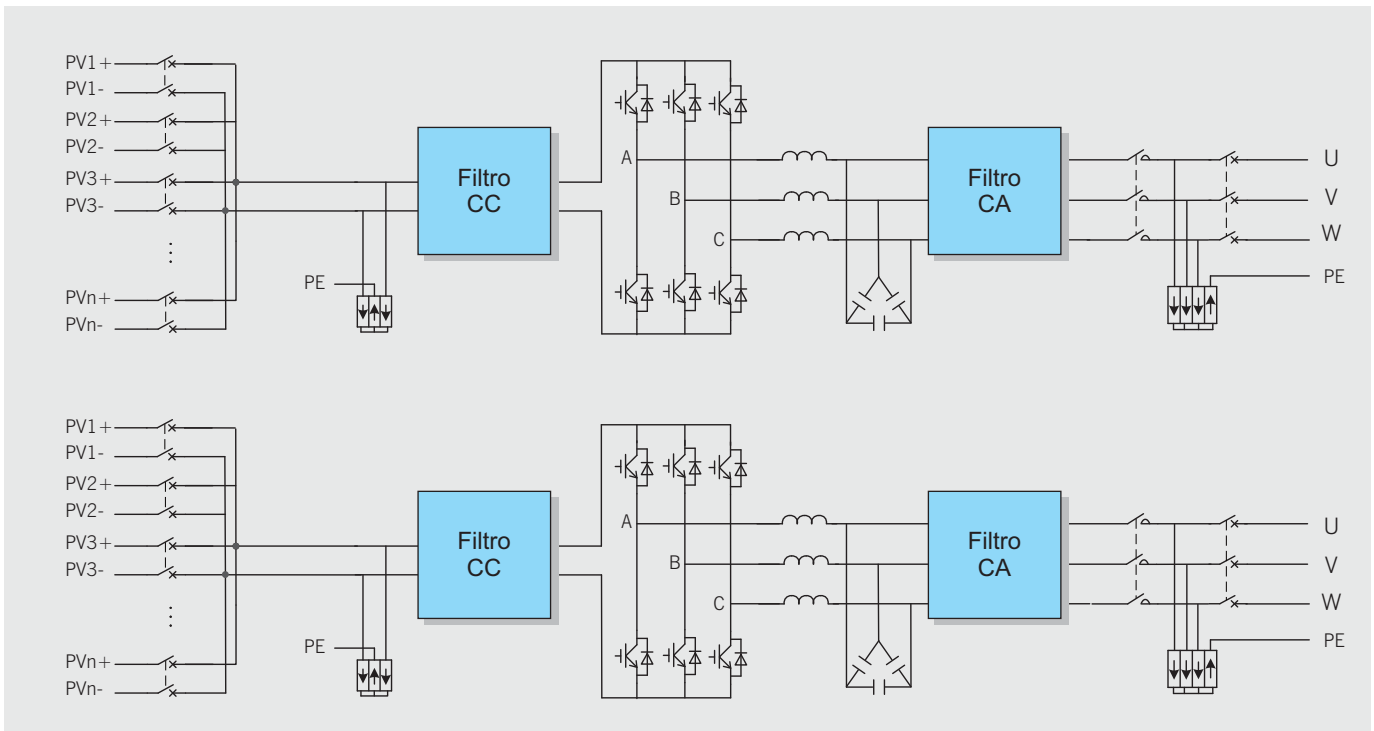 PV1+
PV1-
PV2+
PV2-
PV3+
PV3-
⋮
PVn+
PVn-
PE
Filtro
CC
A
B
C
Filtro
CA
U
V
W
PE
PV1+
PV1-
PV2+
PV2-
PV3+
PV3-
⋮
PVn+
PVn-
PE
Filtro
CC
A
B
C
Filtro
CA
U
V
W
PE